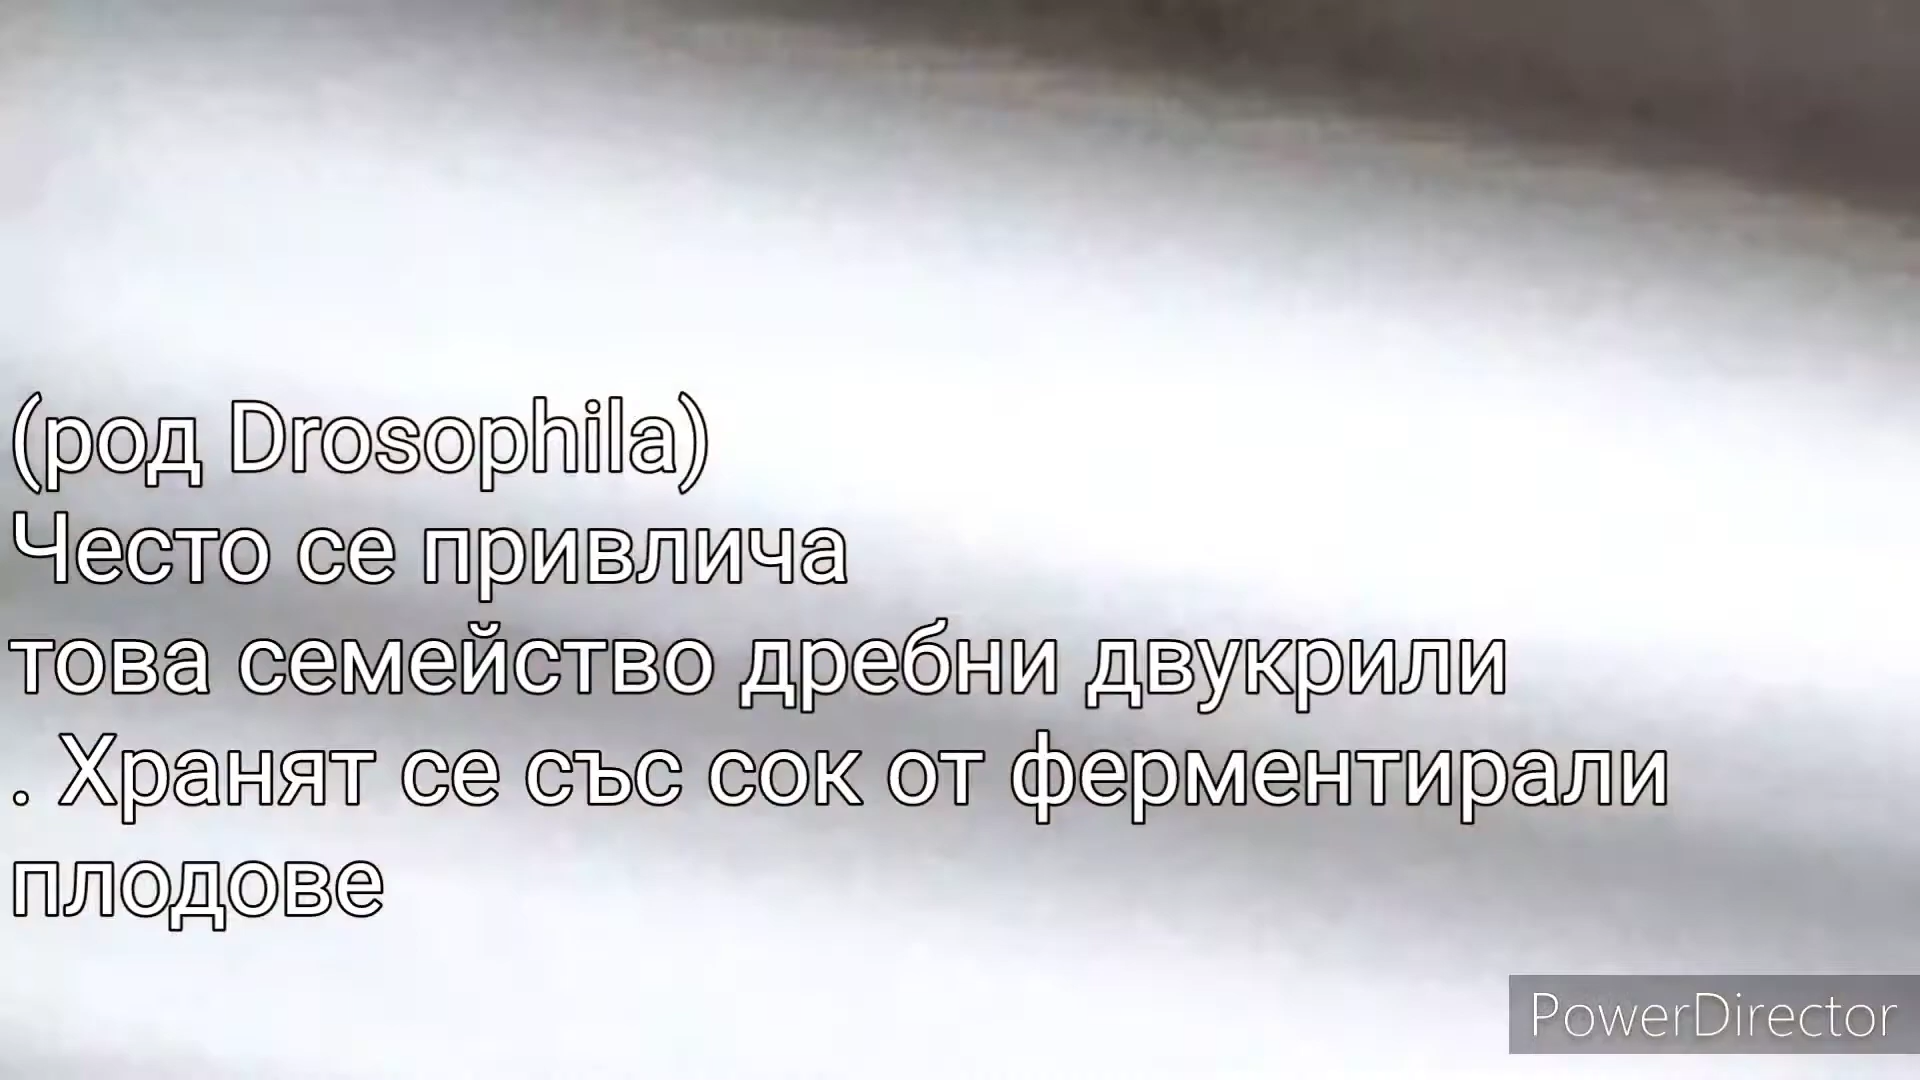 (род Drosophila)
Често се привлича
това семейство дребни двукрили
. Хранят се със сок от ферментирали
плодове
PowerDirector